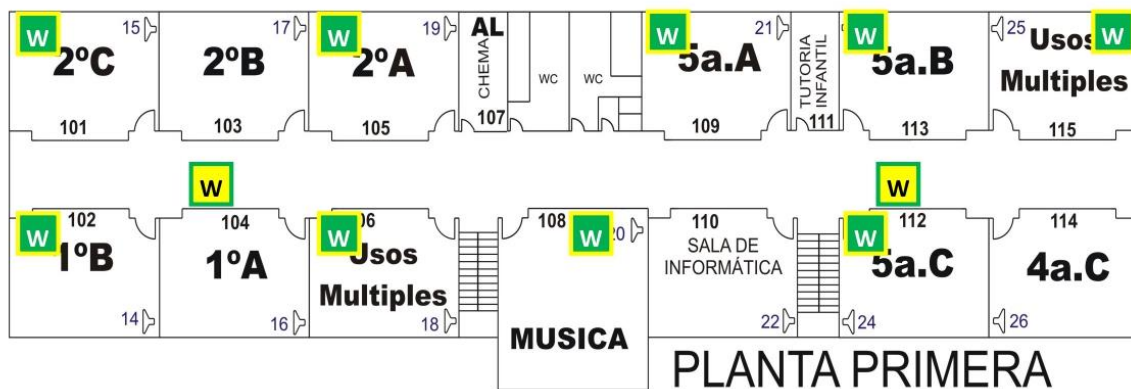 W 15 17 W 19 AL W 21 W 25 Usos W
2ºC 2ºB 2ºA CHEMA WC WC 5a.A TUTORIA INFANTIL 5a.B Multiples
101 103 105 107 109 111 113 115
W W
102 104 06 108 110 112 114
W W W 20 SALA DE INFORMÁTICA W
1ºB 1ºA Usos Multiples 5a.C 4a.C
14 16 18 MUSICA 22 24 26
PLANTA PRIMERA